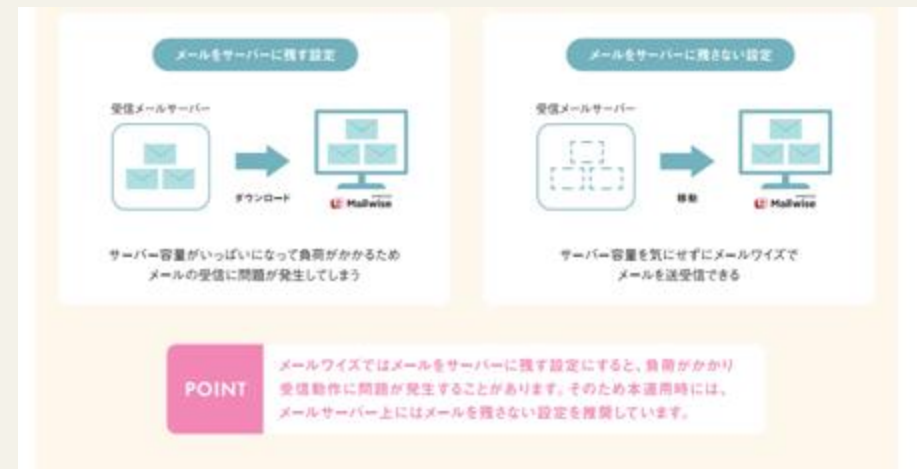 メールをサーバーに残す設定
受信メールサーバー
ダウンロード
Mailwise
サーバー容量がいっぱいになって負荷がかかるため
メールの受信に問題が発生してしまう
メールをサーバーに残さない設定
受信メールサーバー
移動
Mailwise
サーバー容量を気にせずにメールワイズで
メールを送受信できる
POINT
メールワイズではメールをサーバーに残す設定にすると、負荷がかかり
受信動作に問題が発生することがあります。そのため本運用時には、
メールサーバー上にはメールを残さない設定を推奨しています。